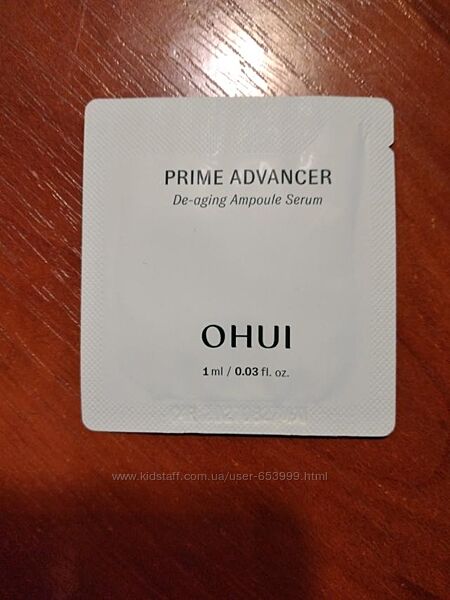 PRIME ADVANCER
De-aging Ampoule Serum
OHUI
1 ml / 0.03 fl. oz.
www.kidstaff.com.ua/user-653999.html